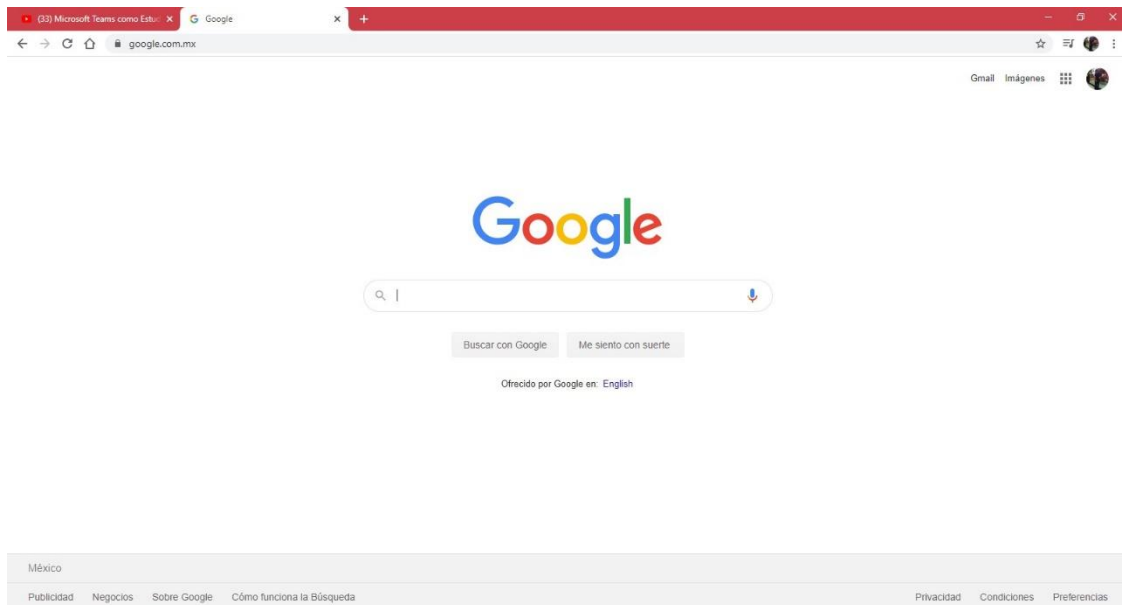 (33) Microsoft Teams como Estud
Google
google.com.mx
Gmail Imágenes
Google
Buscar con Google Me siento con suerte
Ofrecido por Google en: English
México
Publicidad Negocios Sobre Google Cómo funciona la Búsqueda Privacidad Condiciones Preferencias